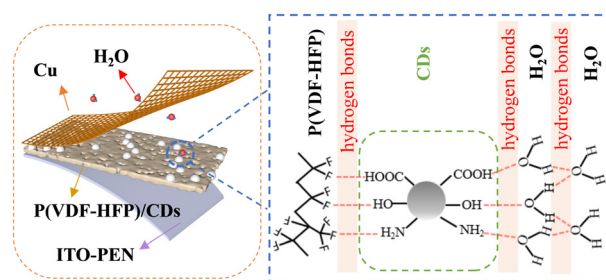 H₂O
Cu
P(VDF-HFP)/CDs
ITO-PEN
P(VDF-HFP)
hydrogen bonds
CDs
hydrogen bonds
H₂O
hydrogen bonds
H₂O
F
F
F
F
F
F
F
F
HOOC
COOH
HO
OH
H₂N
NH₂
O
H
H
O
H
H
O
H
H
O
H
H
O
H
H